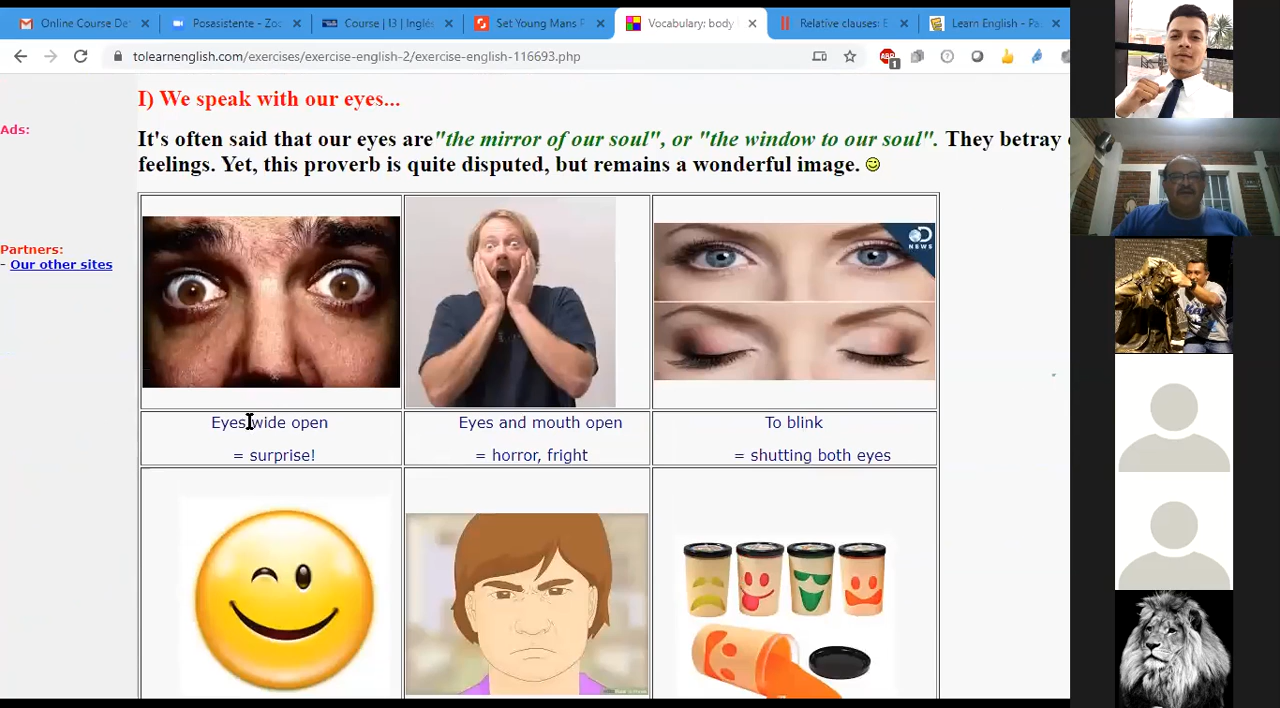 Online Course De
Posasistente - Zoo
Course | I3 | Inglés
Set Young Mans P
Vocabulary: body
Relative clauses: E
Learn English - Pa
tolearnenglish.com/exercises/exercise-english-2/exercise-english-116693.php
1
I) We speak with our eyes...
Ads:
It's often said that our eyes are"the mirror of our soul", or "the window to our soul". They betray
feelings. Yet, this proverb is quite disputed, but remains a wonderful image.
Partners:
- Our other sites
NEWS
Eyes wide open
Eyes and mouth open
To blink
= surprise!
= horror, fright
= shutting both eyes